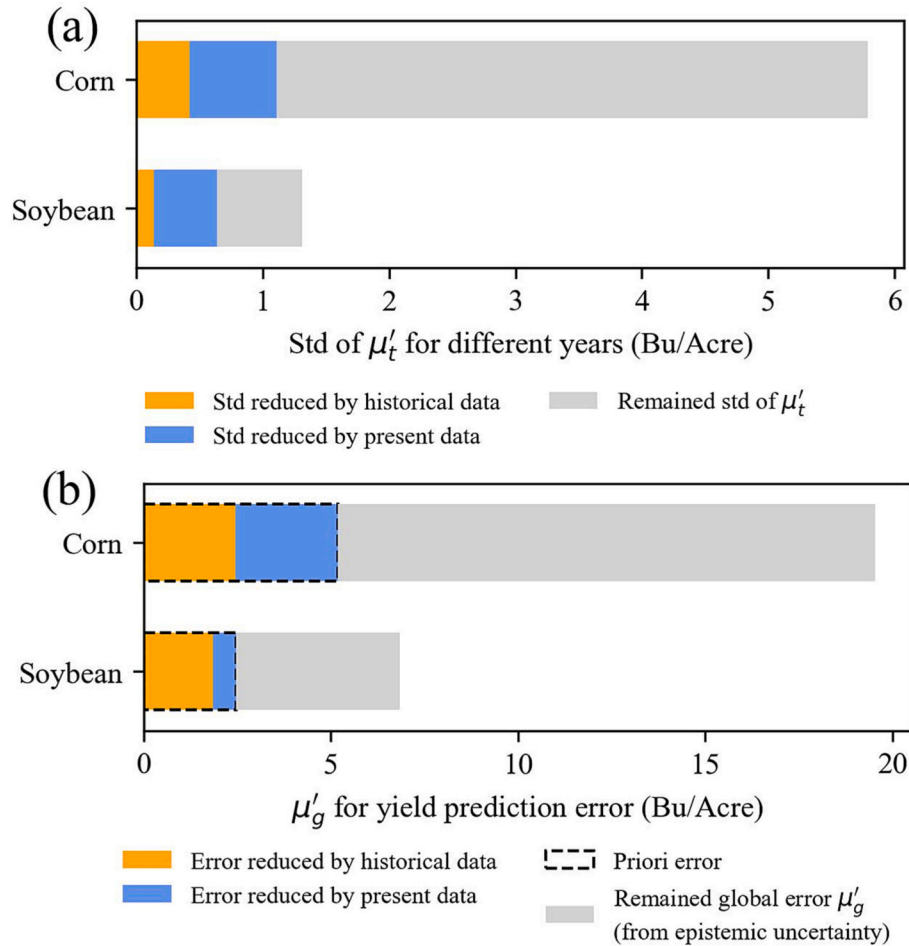 (a)
Corn
Soybean
0 1 2 3 4 5 6
Std of μ′t for different years (Bu/Acre)
Std reduced by historical data
Remained std of μ′t
Std reduced by present data
(b)
Corn
Soybean
0 5 10 15 20
μ′g for yield prediction error (Bu/Acre)
Error reduced by historical data
Priori error
Error reduced by present data
Remained global error μ′g
(from epistemic uncertainty)